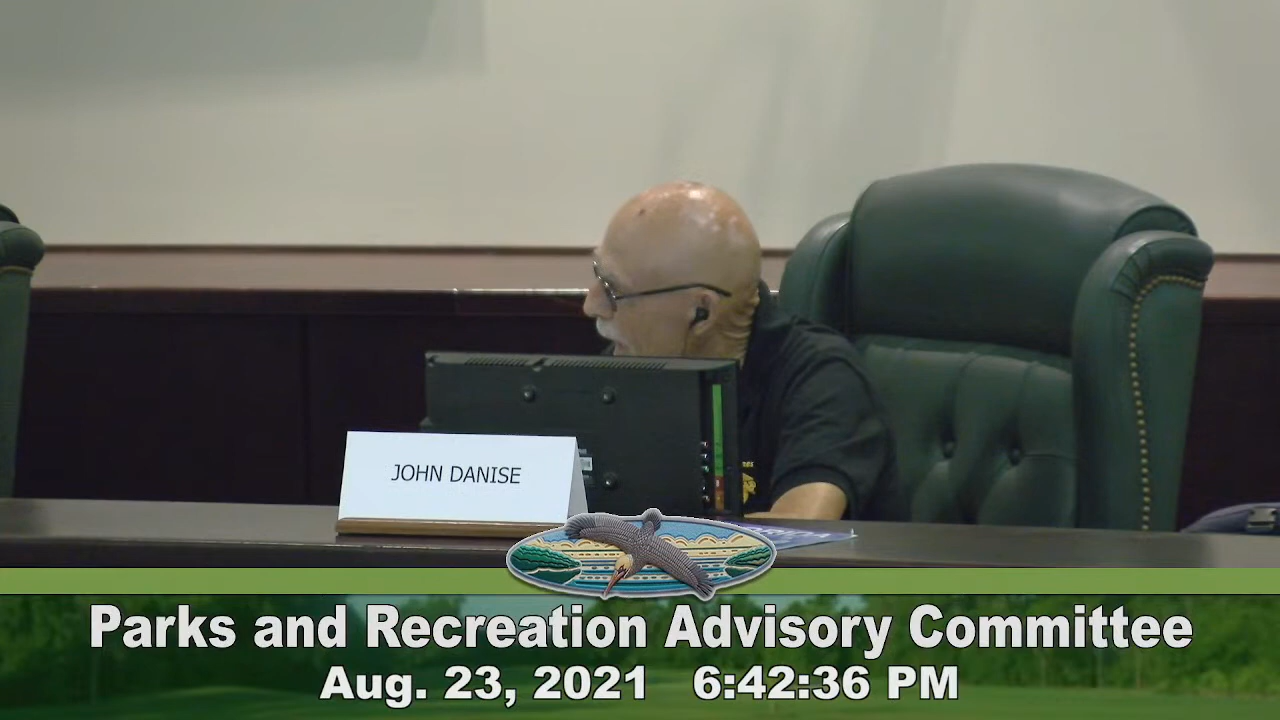 JOHN DANISE
Parks and Recreation Advisory Committee
Aug. 23, 2021 6:42:36 PM